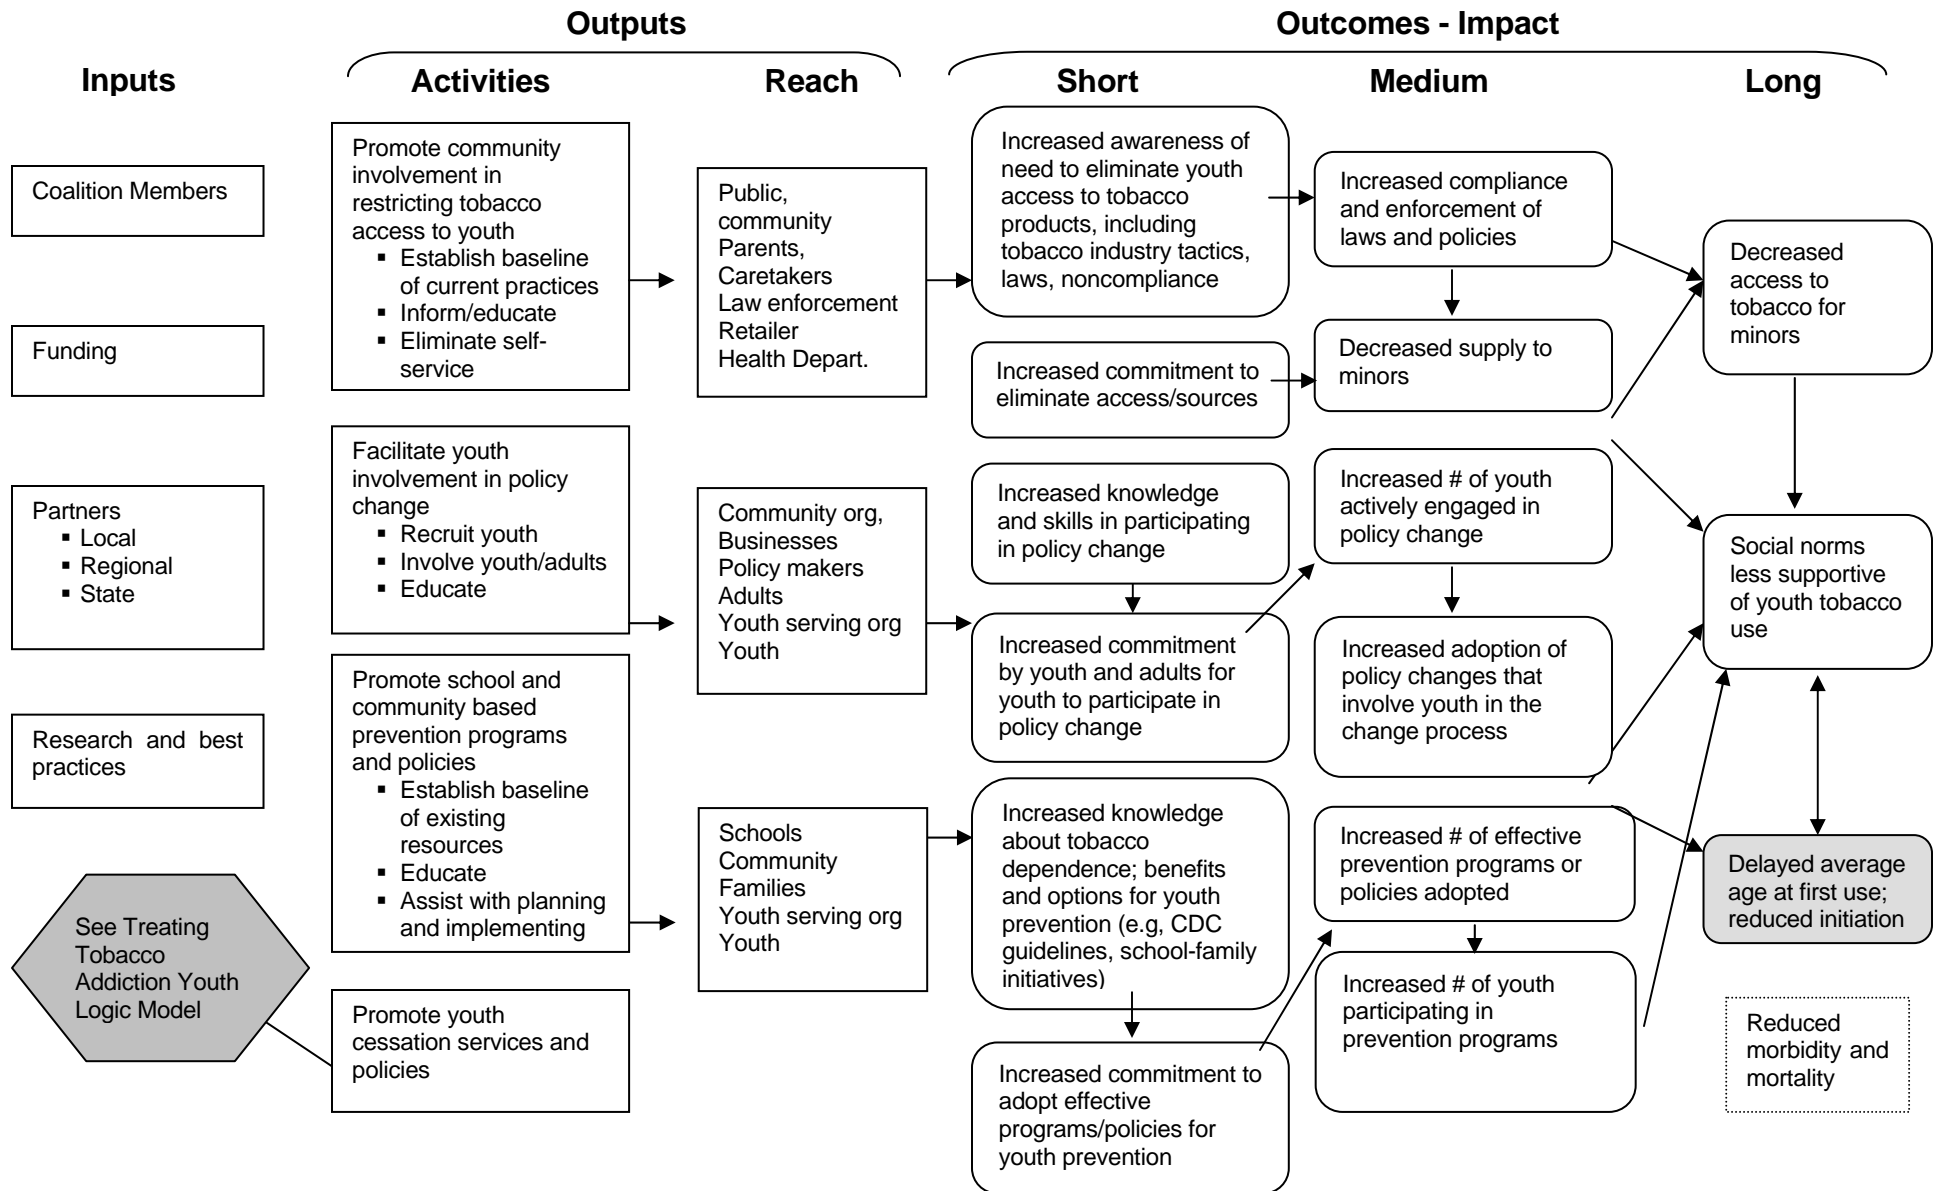 Outputs
Outcomes - Impact
Inputs
Activities
Reach
Short
Medium
Long
Coalition Members
Funding
Partners
▪ Local
▪ Regional
▪ State
Research and best
practices
See Treating
Tobacco
Addiction Youth
Logic Model
Promote community
involvement in
restricting tobacco
access to youth
▪ Establish baseline
of current practices
▪ Inform/educate
▪ Eliminate self-
service
Facilitate youth
involvement in policy
change
▪ Recruit youth
▪ Involve youth/adults
▪ Educate
Promote school and
community based
prevention programs
and policies
▪ Establish baseline
of existing
resources
▪ Educate
▪ Assist with planning
and implementing
Promote youth
cessation services and
policies
Public,
community
Parents,
Caretakers
Law enforcement
Retailer
Health Depart.
Community org,
Businesses
Policy makers
Adults
Youth serving org
Youth
Schools
Community
Families
Youth serving org
Youth
Increased awareness of
need to eliminate youth
access to tobacco
products, including
tobacco industry tactics,
laws, noncompliance
Increased commitment to
eliminate access/sources
Increased knowledge
and skills in participating
in policy change
Increased commitment
by youth and adults for
youth to participate in
policy change
Increased knowledge
about tobacco
dependence; benefits
and options for youth
prevention (e.g, CDC
guidelines, school-family
initiatives)
Increased commitment to
adopt effective
programs/policies for
youth prevention
Increased compliance
and enforcement of
laws and policies
Decreased supply to
minors
Increased # of youth
actively engaged in
policy change
Increased adoption of
policy changes that
involve youth in the
change process
Increased # of effective
prevention programs or
policies adopted
Increased # of youth
participating in
prevention programs
Decreased
access to
tobacco for
minors
Social norms
less supportive
of youth tobacco
use
Delayed average
age at first use;
reduced initiation
Reduced
morbidity and
mortality